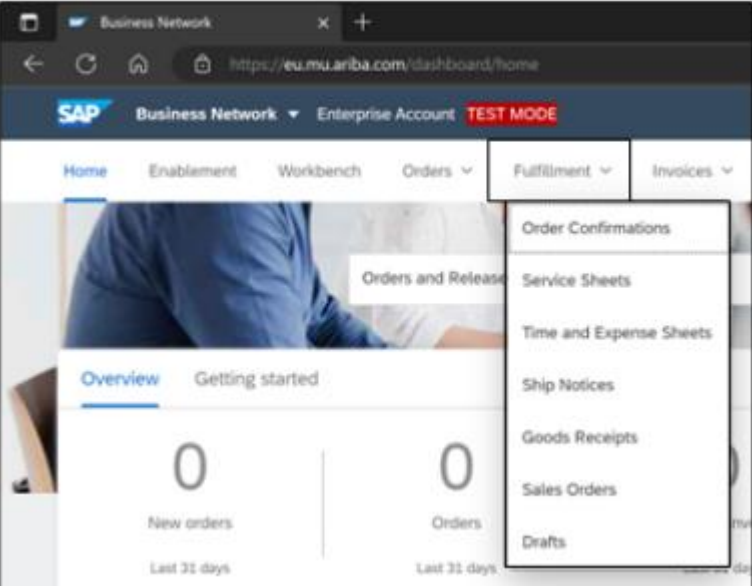 Business Network
https://eu.mu.ariba.com/dashboard/home
SAP Business Network Enterprise Account TEST MODE
Home Enablement Workbench Orders Fulfillment Invoices
Order Confirmations
Orders and Release
Service Sheets
Time and Expense Sheets
Overview Getting started
Ship Notices
Goods Receipts
0 0
Sales Orders
New orders Orders
Drafts
Last 31 days Last 31 days